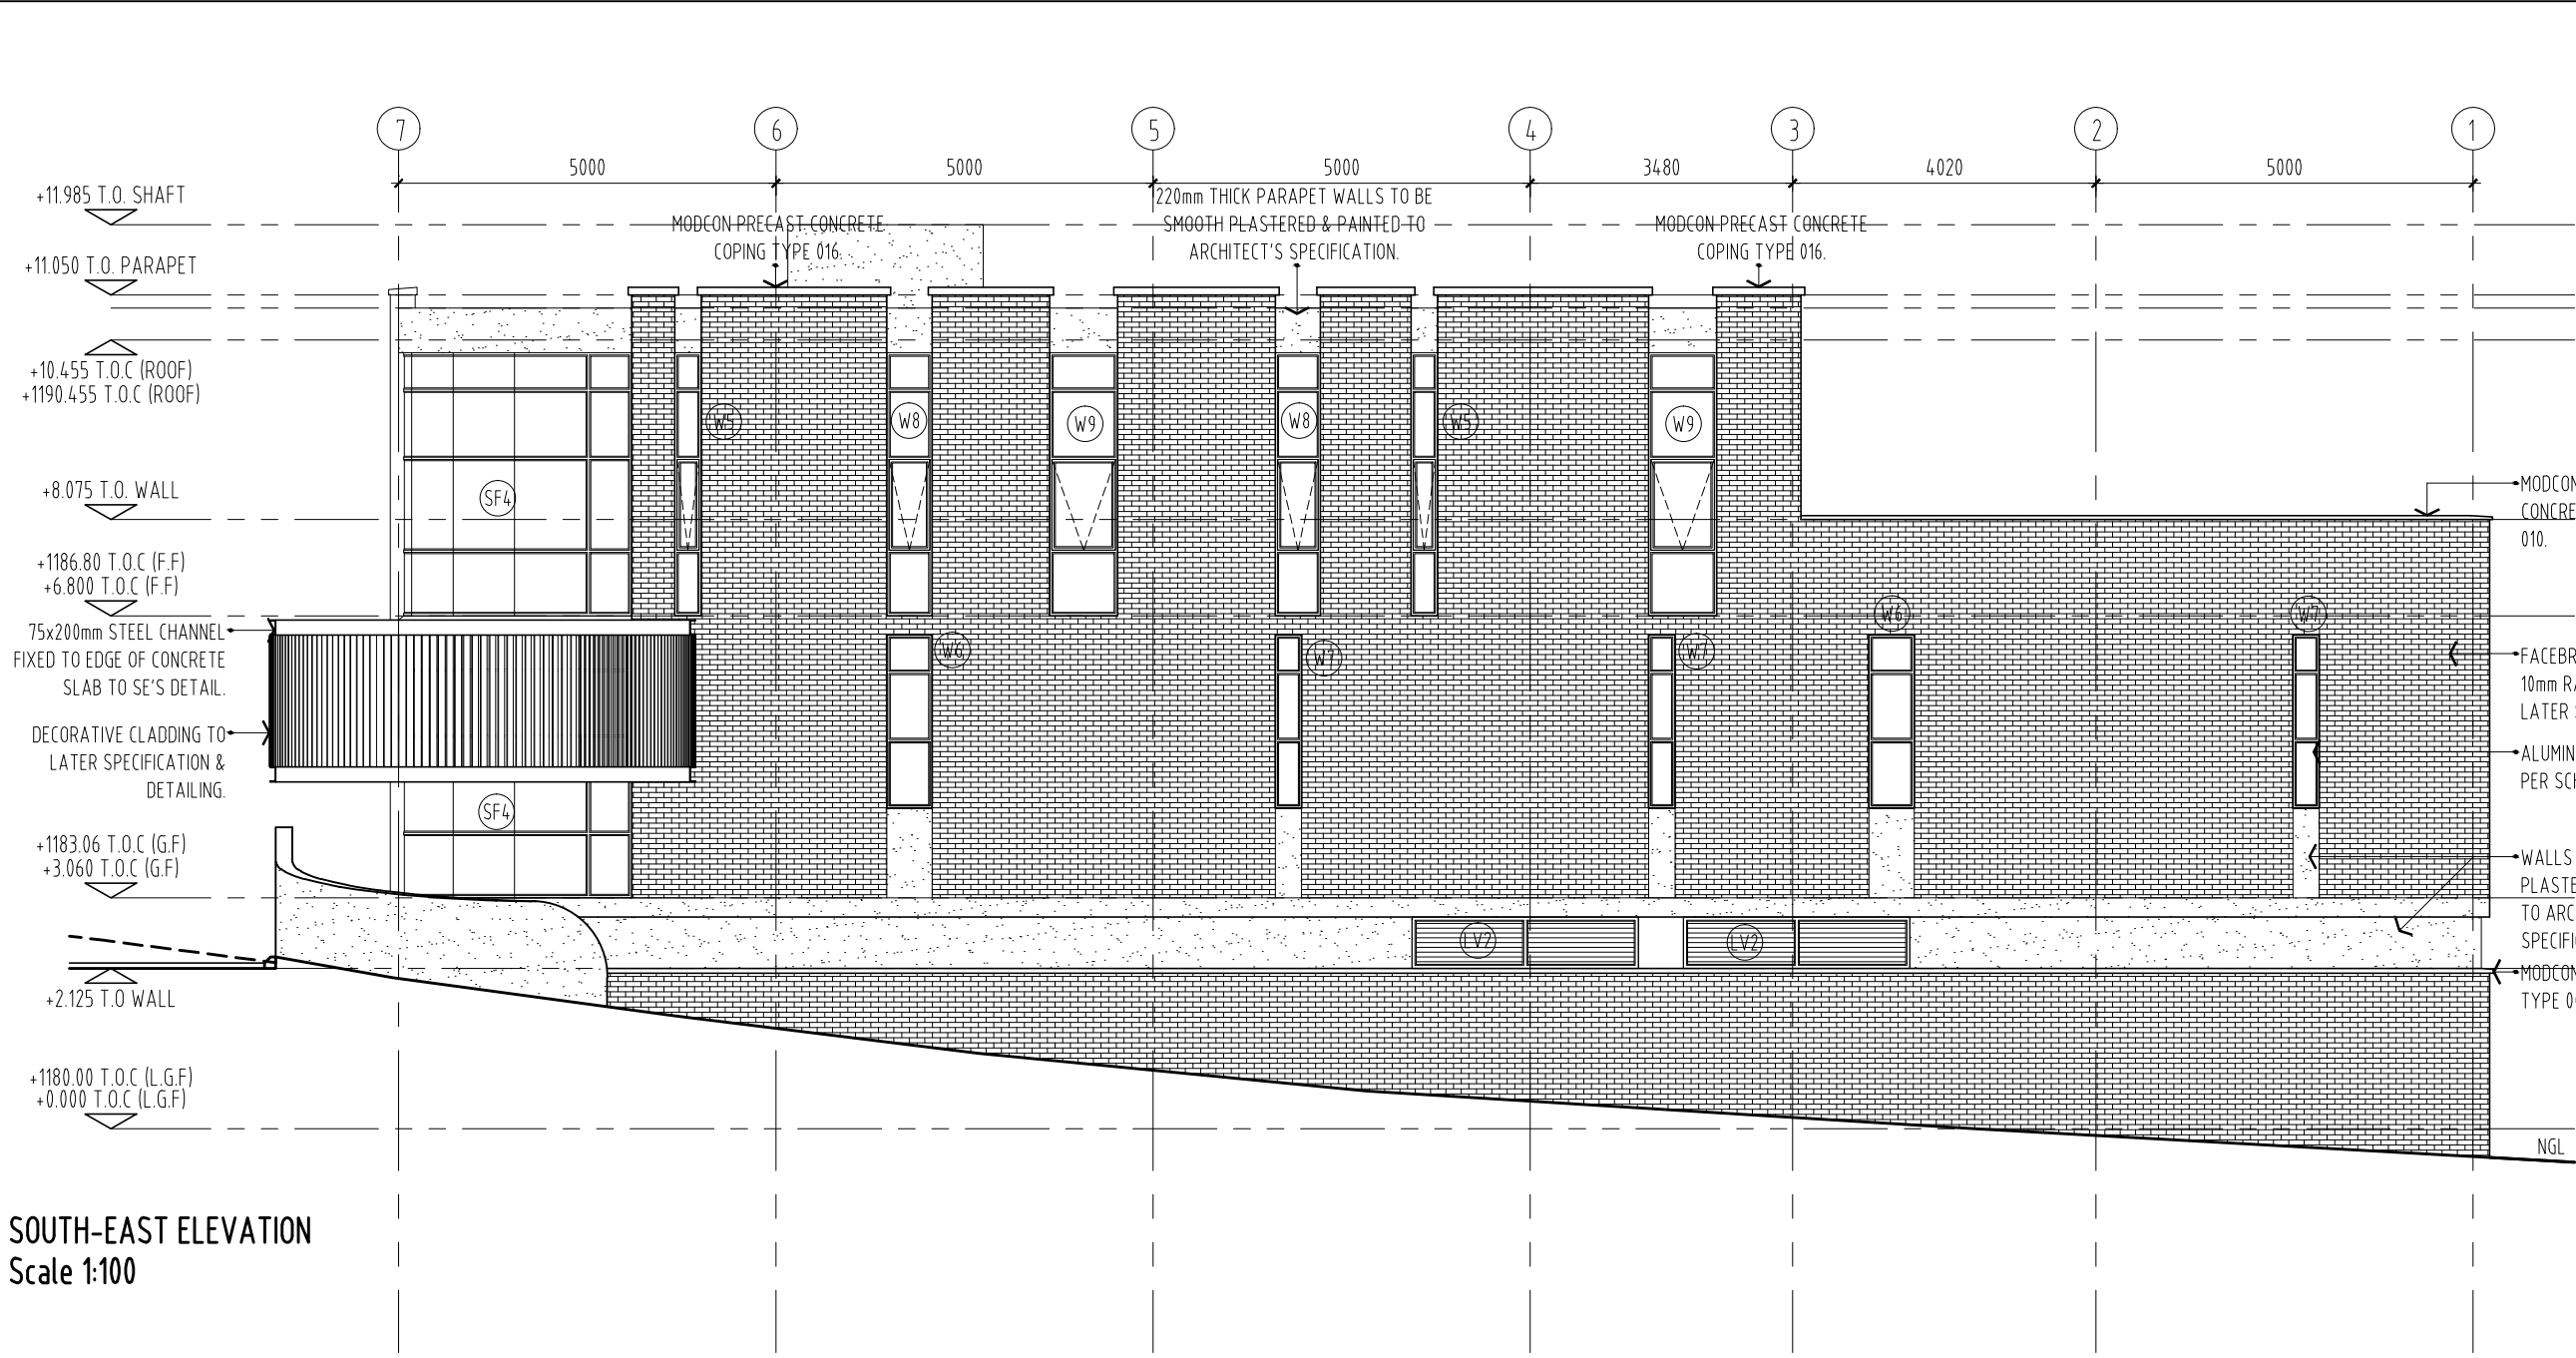 7
6
5
4
3
2
1
5000
5000
5000
3480
4020
5000
+11.985 T.O. SHAFT
+11.050 T.O. PARAPET
+10.455 T.O.C (ROOF)
+1190.455 T.O.C (ROOF)
+8.075 T.O. WALL
+1186.80 T.O.C (F.F)
+6.800 T.O.C (F.F)
75x200mm STEEL CHANNEL
FIXED TO EDGE OF CONCRETE
SLAB TO SE'S DETAIL.
DECORATIVE CLADDING TO
LATER SPECIFICATION &
DETAILING.
+1183.06 T.O.C (G.F)
+3.060 T.O.C (G.F)
+2.125 T.O WALL
+1180.00 T.O.C (L.G.F)
+0.000 T.O.C (L.G.F)
MODCON PRECAST CONCRETE
COPING TYPE 016.
220mm THICK PARAPET WALLS TO BE
SMOOTH PLASTERED & PAINTED TO
ARCHITECT'S SPECIFICATION.
MODCON PRECAST CONCRETE
COPING TYPE 016.
W5
W8
W9
W8
W5
W9
SF4
W6
W7
W7
W6
W7
SF4
LV2
LV2
MODCON
CONCRE
010.
FACEBR
10mm RA
LATER
ALUMIN
PER SCH
WALLS
PLASTE
TO ARC
SPECIFI
MODCON
TYPE 0
NGL
SOUTH-EAST ELEVATION
Scale 1:100